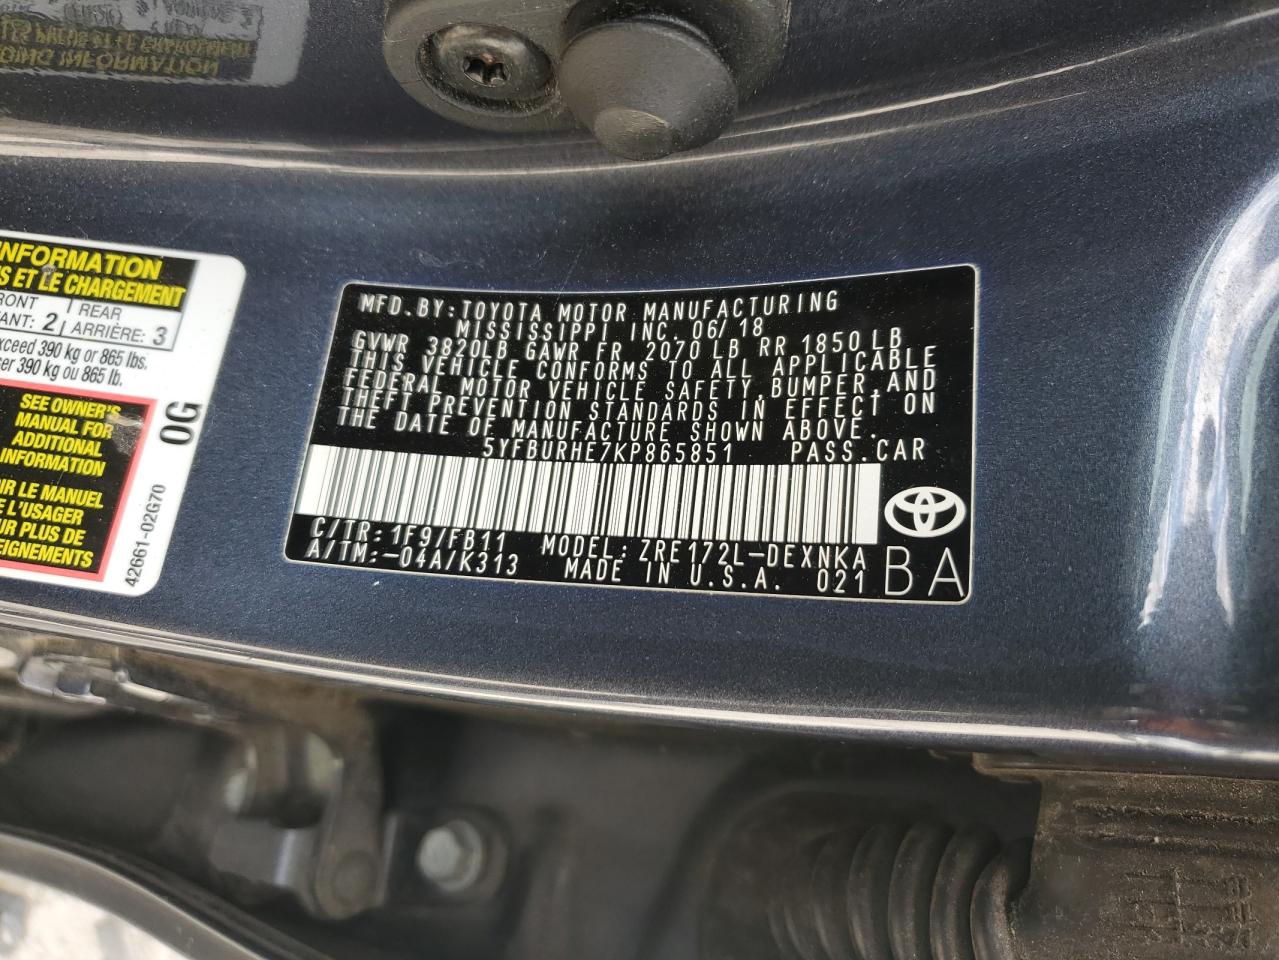 INFORMATION
S ET LE CHARGEMENT
RONT
REAR
ANT: 2
ARRIÈRE: 3
xceed 390 kg or 865 lbs.
ser 390 kg ou 865 lb.
SEE OWNER'S
MANUAL FOR
ADDITIONAL
INFORMATION
IR LE MANUEL
E L'USAGER
UR PLUS DE
SEIGNEMENTS
0G
42661-02G70
MFD. BY: TOYOTA MOTOR MANUFACTURING
MISSISSIPPI INC. 06/18
GVWR 3820LB GAWR FR 2070 LB RR 1850 LB
THIS VEHICLE CONFORMS TO ALL APPLICABLE
FEDERAL MOTOR VEHICLE SAFETY, BUMPER, AND
THEFT PREVENTION STANDARDS IN EFFECT ON
THE DATE OF MANUFACTURE SHOWN ABOVE.
5YFBURHE7KP865851 PASS. CAR
C/TR: 1F9/FB11 MODEL: ZRE172L-DEXNKA
A/TM: -04A/K313 MADE IN U.S.A. 021
BA